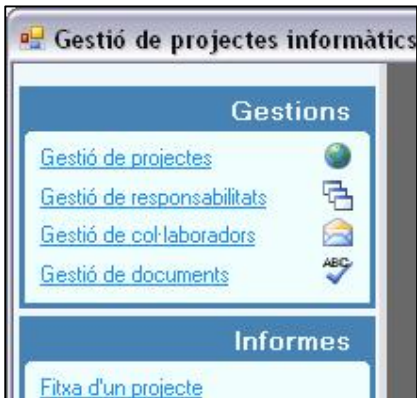 Gestió de projectes informàtics
Gestions
Gestió de projectes
Gestió de responsabilitats
Gestió de col·laboradors
Gestió de documents
ABC
Informes
Fitxa d'un projecte